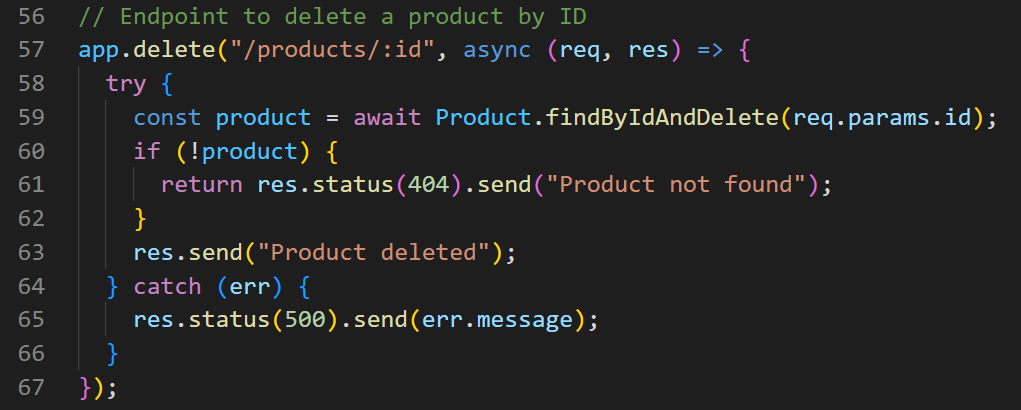 56 // Endpoint to delete a product by ID
57 app.delete("/products/:id", async (req, res) => {
58 try {
59 const product = await Product.findByIdAndDelete(req.params.id);
60 if (!product) {
61 return res.status(404).send("Product not found");
62 }
63 res.send("Product deleted");
64 } catch (err) {
65 res.status(500).send(err.message);
66 }
67 });